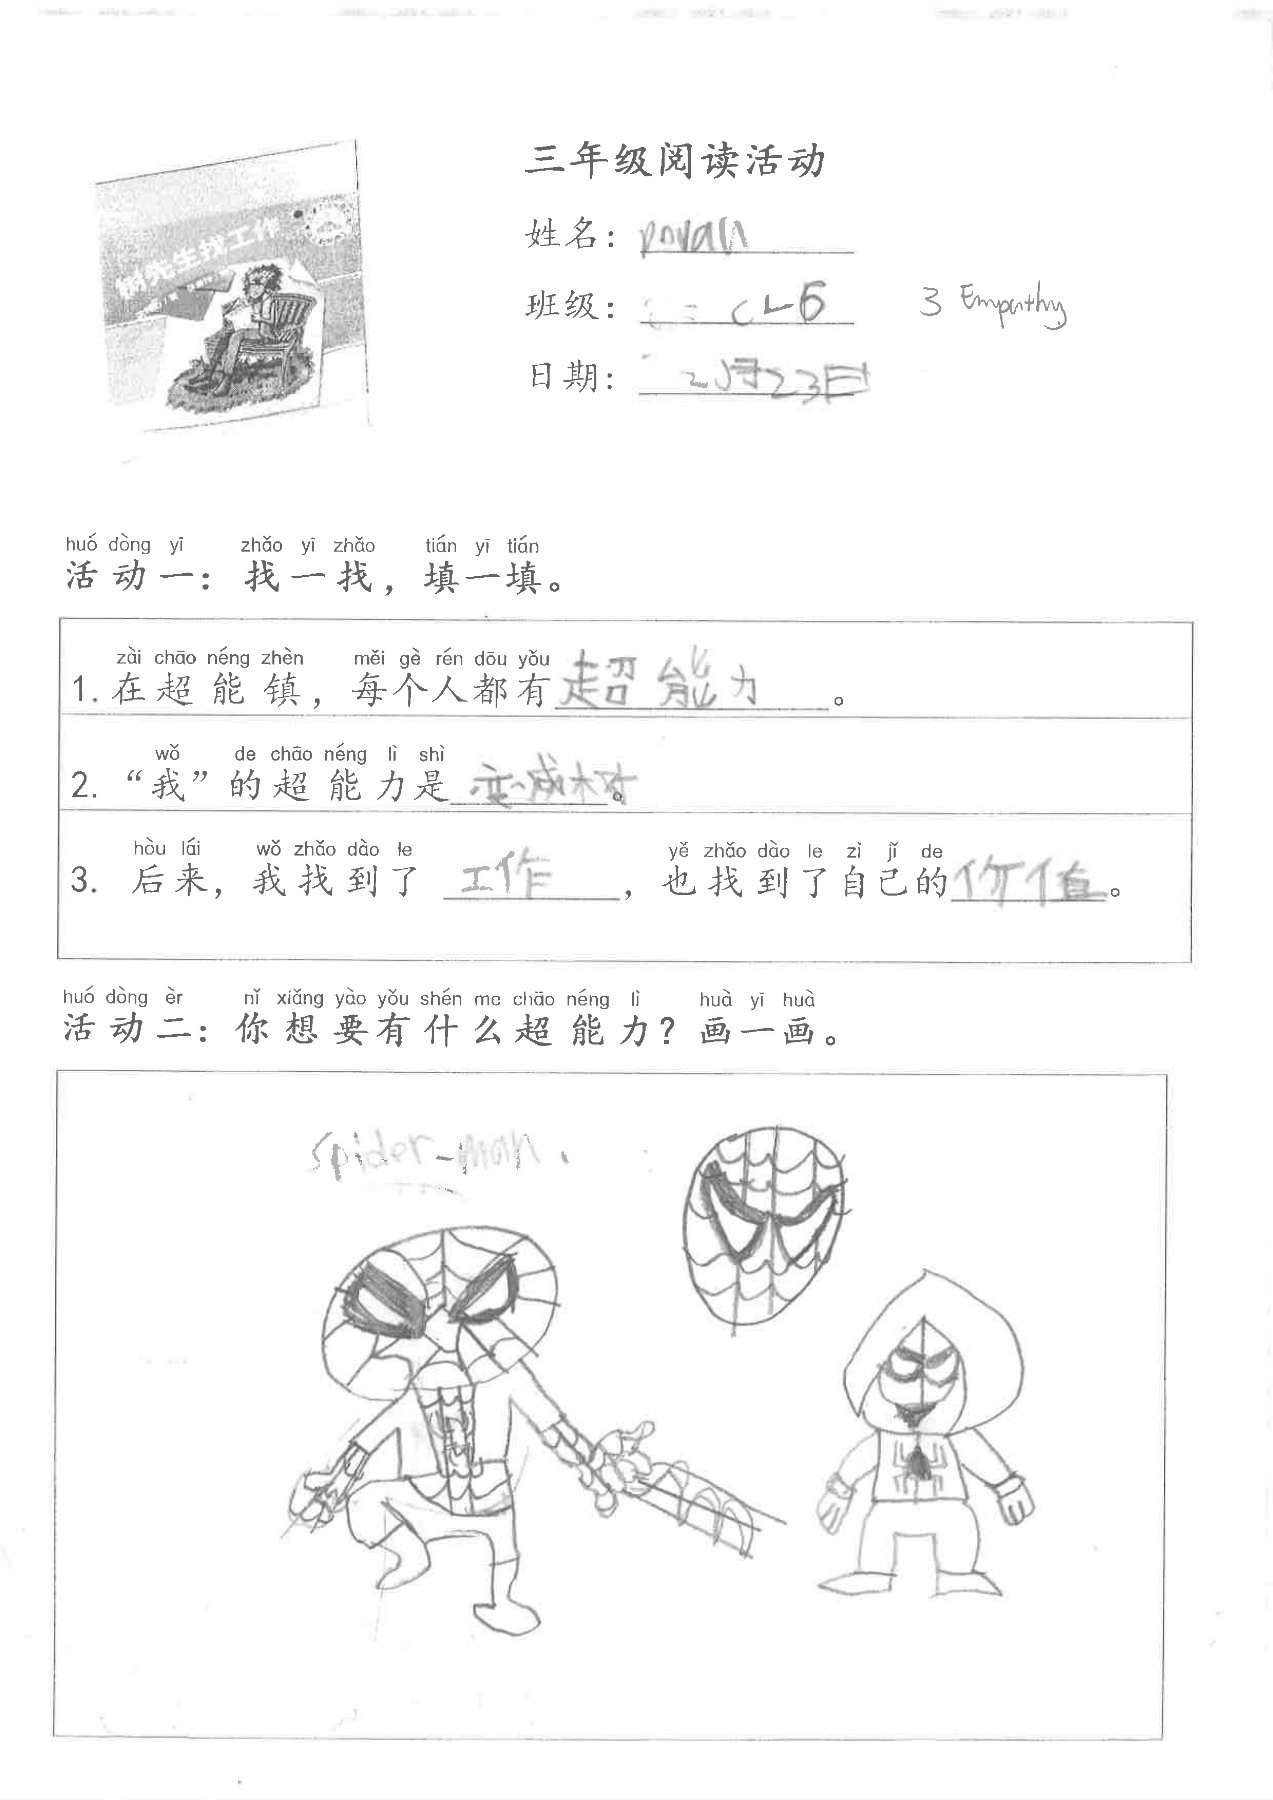 三年级阅读活动
树先生找工作
姓名：
班级： CL6 3 Empathy
日期： 2月23日
huó dòng yī zhǎo yī zhǎo tián yī tián
活动一：找一找，填一填。
zài chāo néng zhèn měi gè rén dōu yǒu
1. 在超能镇，每个人都有超能力。
wǒ de chāo néng lì shì
2. “我”的超能力是变成树。
hòu lái wǒ zhǎo dào le yě zhǎo dào le zì jǐ de
3. 后来，我找到了工作，也找到了自己的价值。
huó dòng èr nǐ xiǎng yào yǒu shén me chāo néng lì huà yī huà
活动二：你想要有什么超能力？画一画。
spider-man.